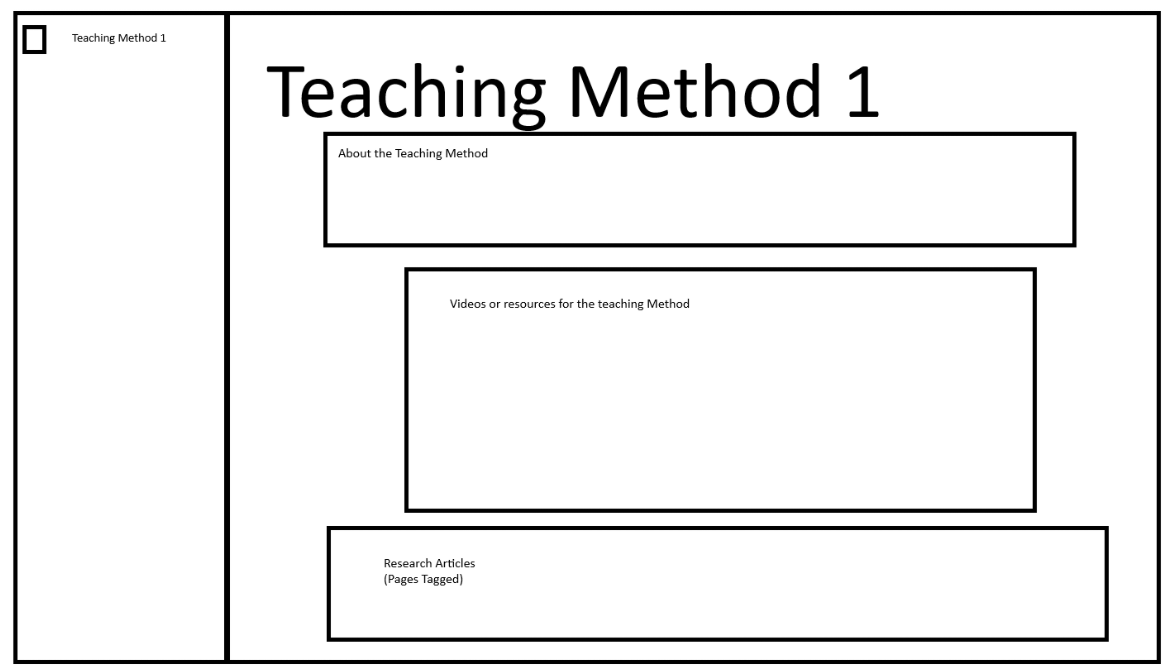 Teaching Method 1
Teaching Method 1
About the Teaching Method
Videos or resources for the teaching Method
Research Articles
(Pages Tagged)